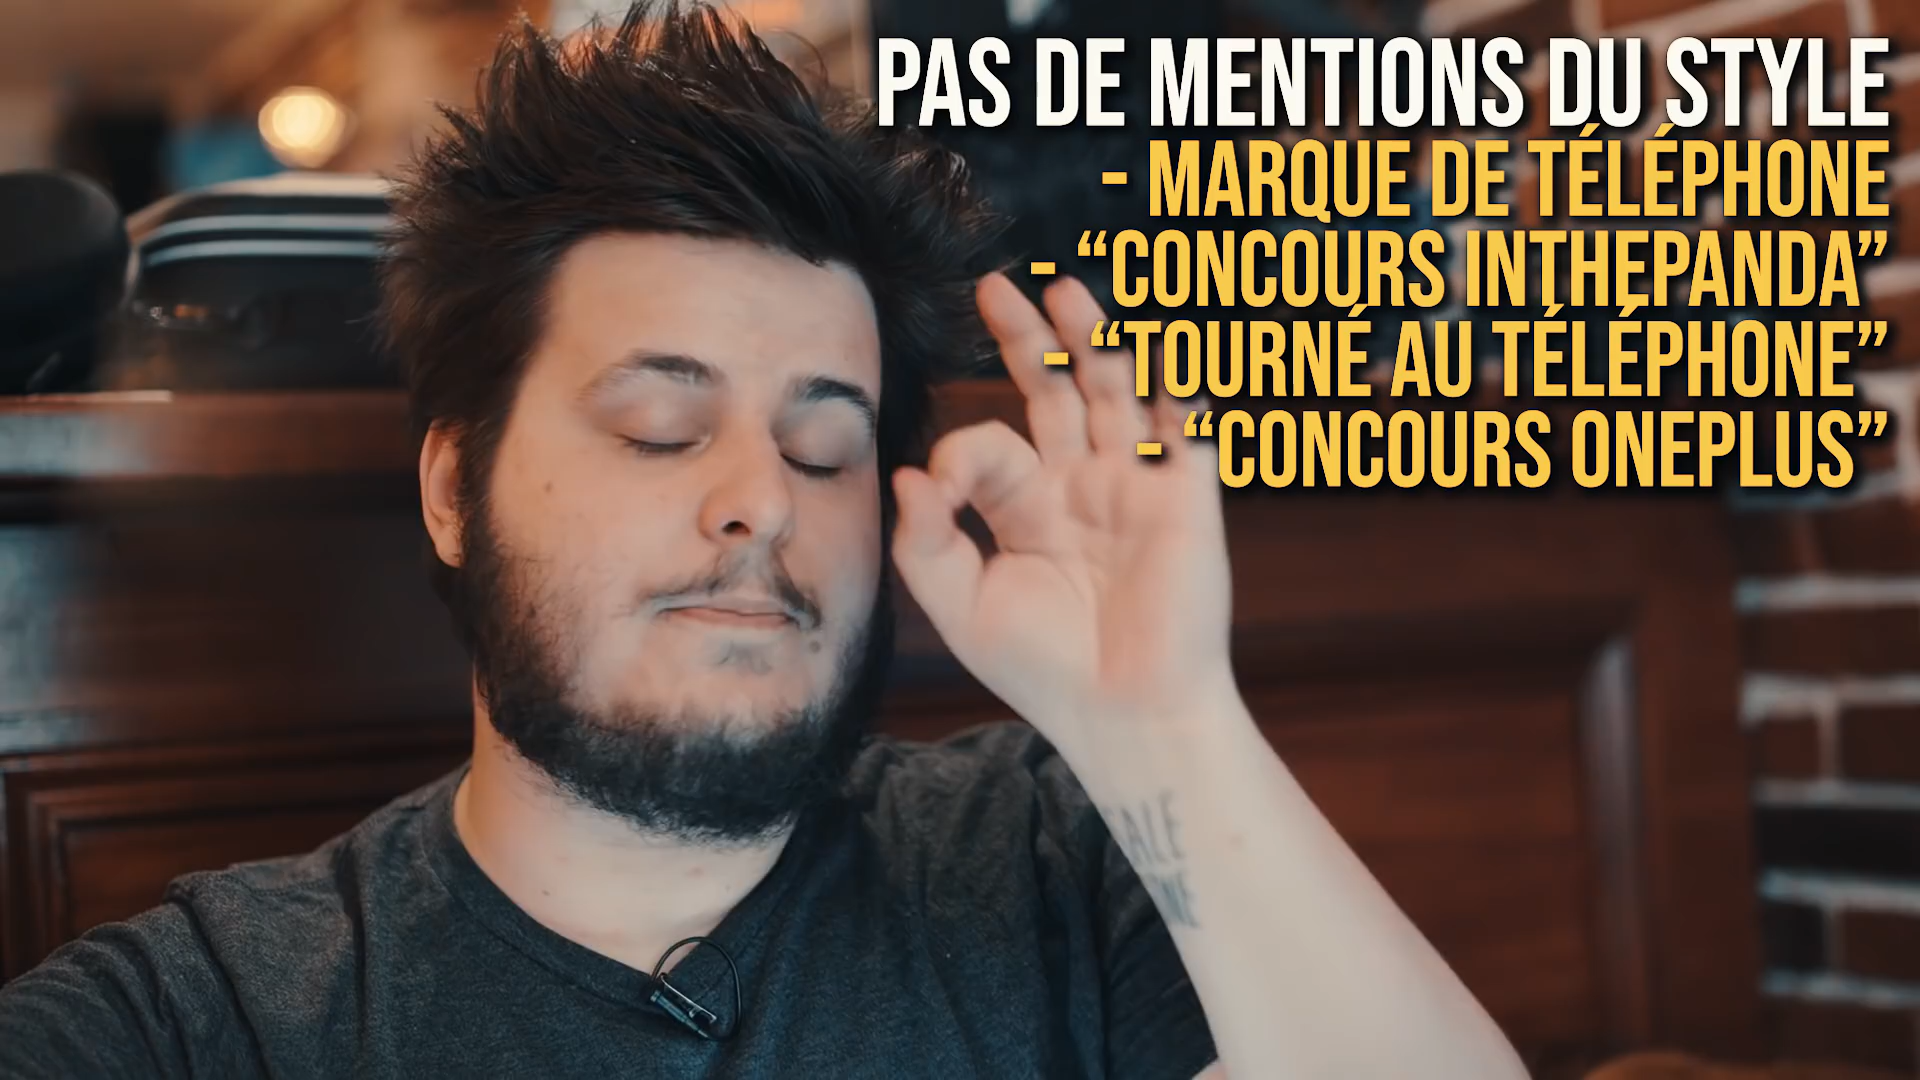 PAS DE MENTIONS DU STYLE
- MARQUE DE TÉLÉPHONE
- “CONCOURS INTHEPANDA”
- “TOURNÉ AU TÉLÉPHONE”
- “CONCOURS ONEPLUS”